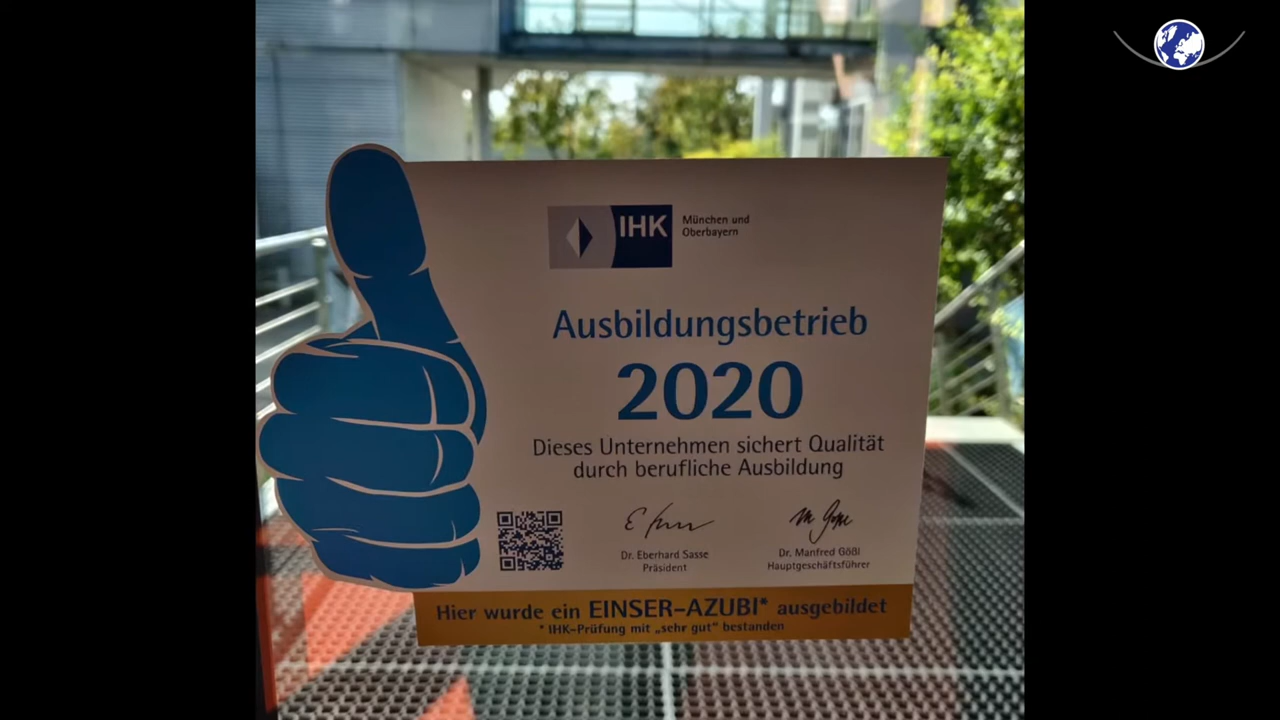 IHK
München und
Oberbayern
Ausbildungsbetrieb
2020
Dieses Unternehmen sichert Qualität
durch berufliche Ausbildung
Dr. Eberhard Sasse
Präsident
Dr. Manfred Gößl
Hauptgeschäftsführer
Hier wurde ein EINSER-AZUBI* ausgebildet
* IHK-Prüfung mit „sehr gut“ bestanden